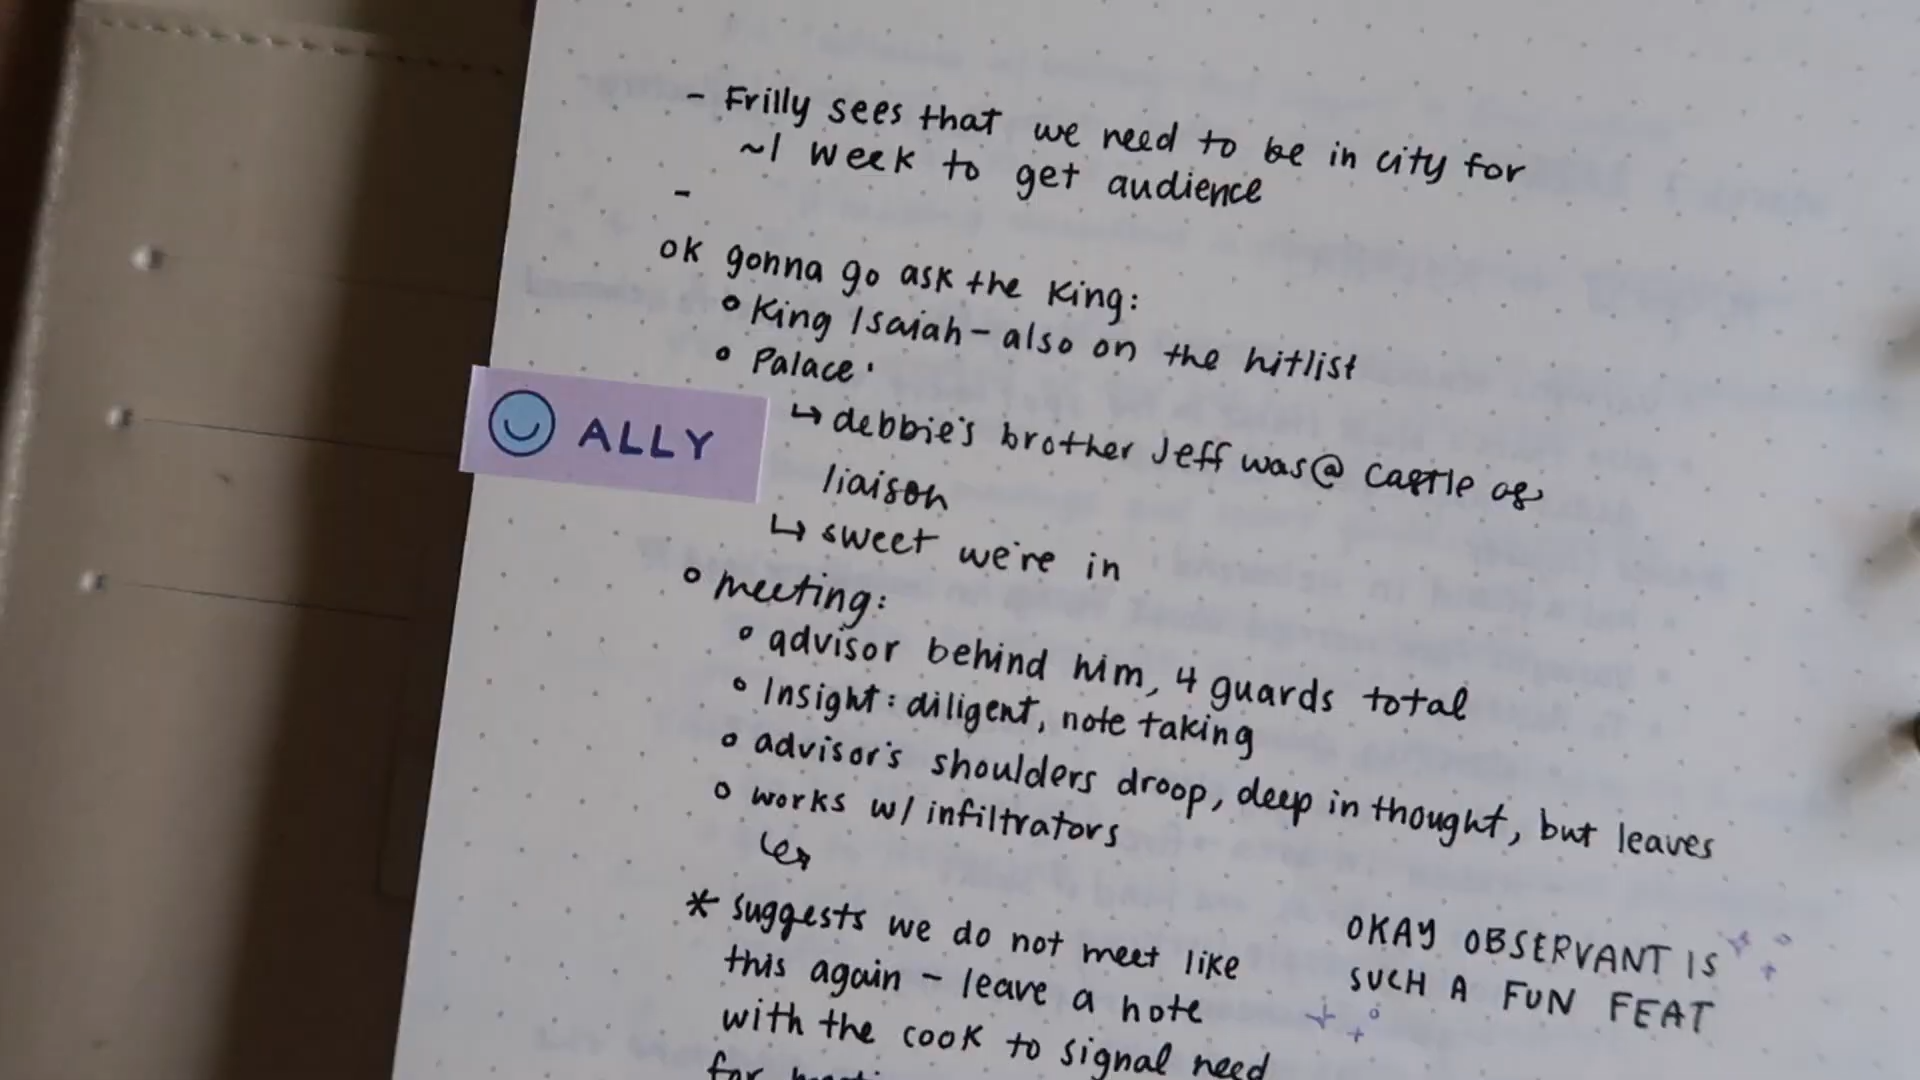 - Frilly sees that we need to be in city for
~1 week to get audience
-
ok gonna go ask the king:
° King Isaiah - also on the hitlist
° Palace
↳ debbie's brother Jeff was @ castle as
liaison
↳ sweet we're in
ALLY
° meeting:
° advisor behind him, 4 guards total
° Insight: diligent, note taking
° advisor's shoulders droop, deep in thought, but leaves
° works w/ infiltrators
↳
* suggests we do not meet like
this again - leave a note
with the cook to signal need
for
OKAY OBSERVANT IS
SUCH A FUN FEAT